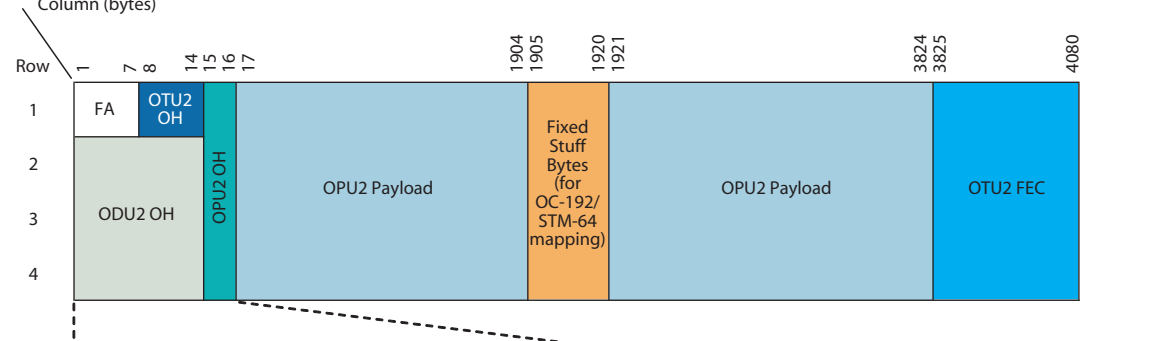 Column (bytes)
Row
1
7
8
14
15
16
17
1904
1905
1920
1921
3824
3825
4080
1
FA
OTU2
OH
2
3
4
ODU2 OH
OPU2 OH
OPU2 Payload
Fixed
Stuff
Bytes
(for
OC-192/
STM-64
mapping)
OPU2 Payload
OTU2 FEC